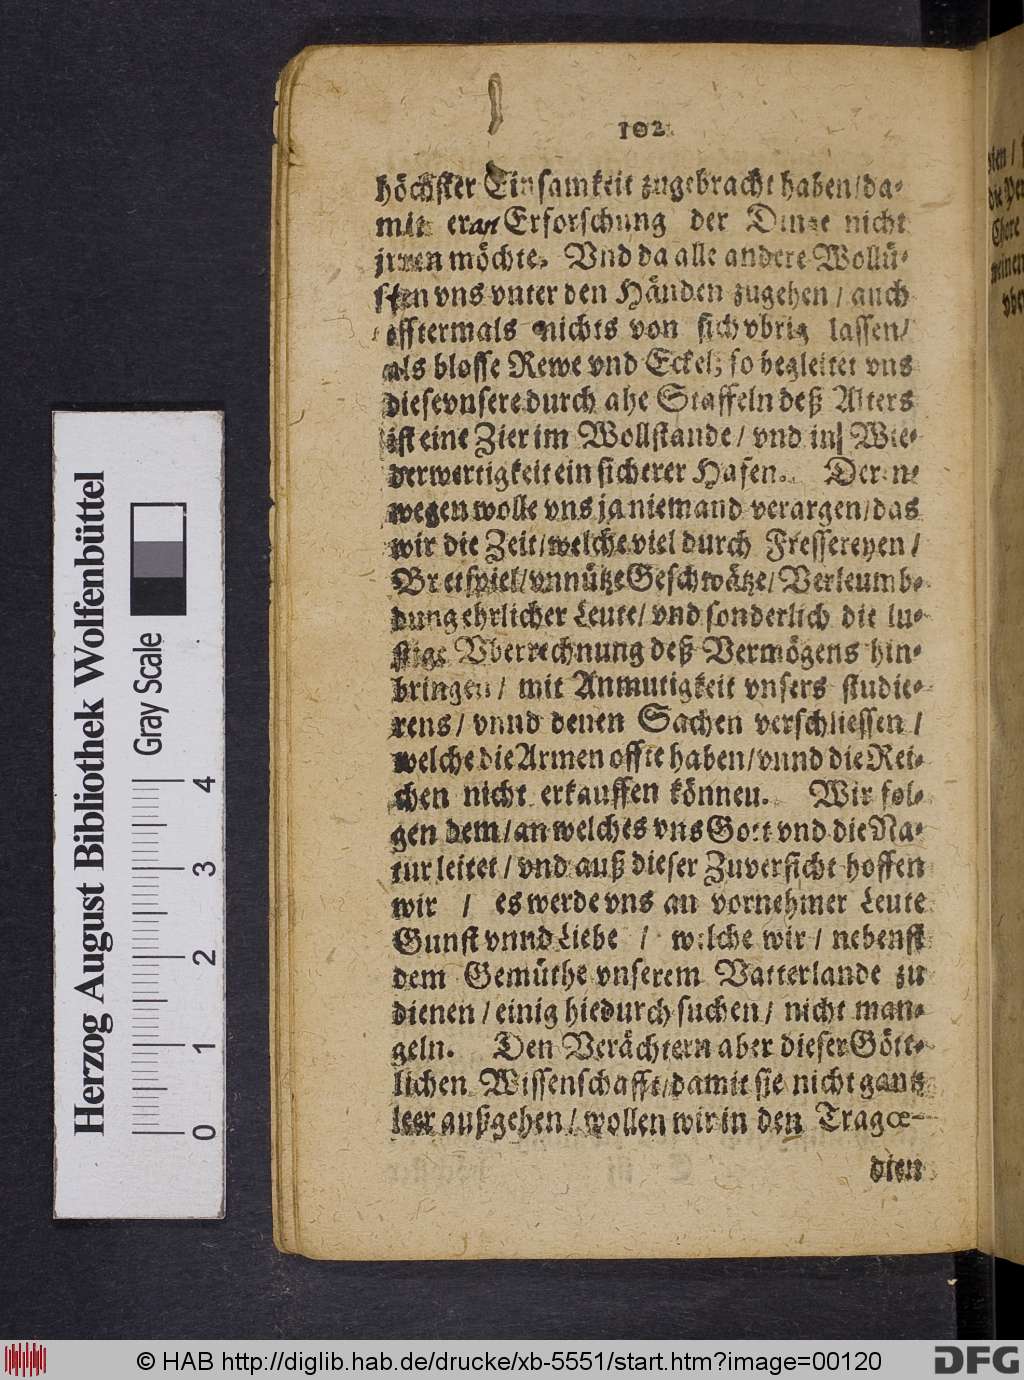 102
höchster Einsamkeit zugebracht haben/da-
mit er an Erforschung der Dinge nicht
jrren möchte. Vnd da alle andere Wollü-
sten vns vnter den Händen zugehen / auch
offtermals nichts von sich vbrig lassen/
als blosse Rewe vnd Eckel; so begleitet vns
diese vnsere durch alle Staffeln deß Alters
ist eine Zier im Wollstande / vnd in Wie-
derwertigkeit ein sicherer Hafen. Deren-
wegen wolle vns ja niemand verargen/das
wir die Zeit/welche viel durch Fressereyen /
Bretspiel/vnnütze Geschwätze/Verleumb-
dung ehrlicher Leute/ vnd sonderlich die lu-
stige Vberrechnung deß Vermögens hin-
bringen / mit Anmutigkeit vnsers studie-
rens / vnnd denen Sachen verschliessen /
welche die Armen offte haben/vnnd die Rei-
chen nicht erkauffen können. Wir fol-
gen dem/an welches vns Gott vnd die Na-
tur leitet / vnd auß dieser Zuversicht hoffen
wir / es werde vns an vornehmer Leute
Gunst vnnd Liebe / welche wir / nebenst
dem Gemüthe vnserem Vatterlande zu
dienen / einig hiedurch suchen / nicht man-
geln. Den Verächtern aber dieser Gött-
lichen Wissenschafft/damit sie nicht gantz
leer außgehen / wollen wir in den Tragœ-
dien
Herzog August Bibliothek Wolfenbüttel
Gray Scale
0 1 2 3 4
© HAB http://diglib.hab.de/drucke/xb-5551/start.htm?image=00120
DFG